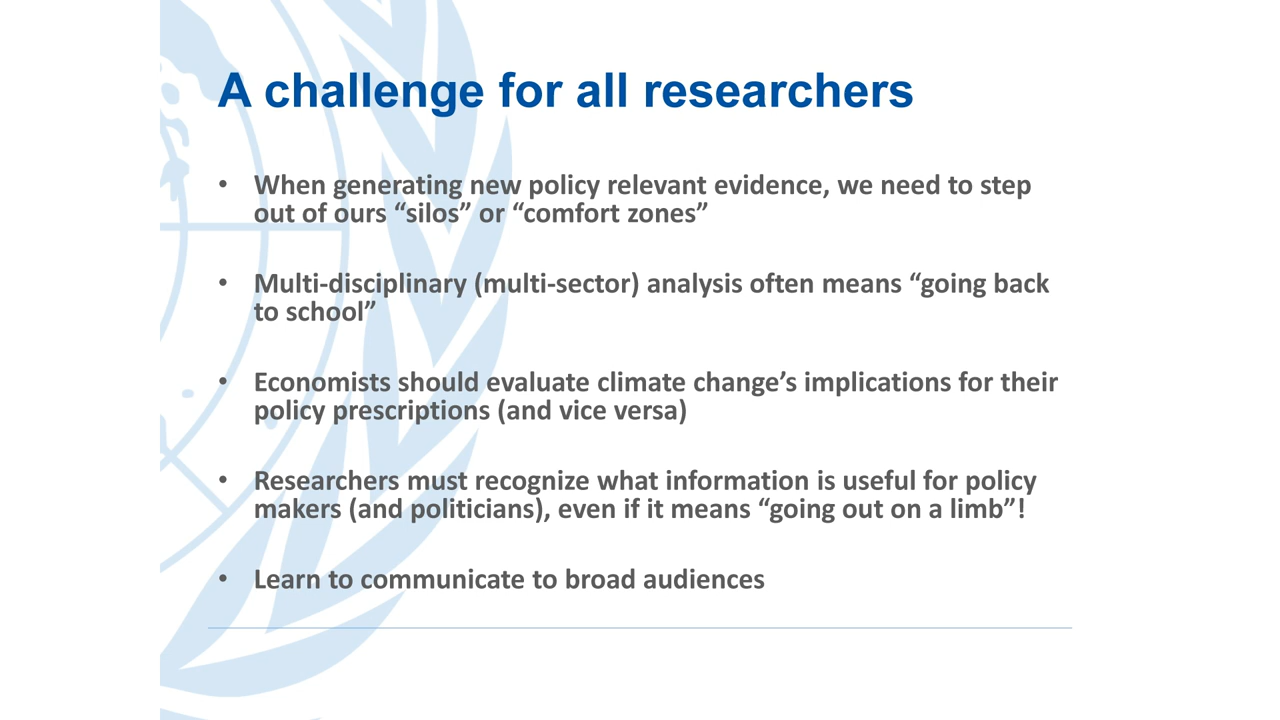 A challenge for all researchers
• When generating new policy relevant evidence, we need to step
out of ours “silos” or “comfort zones”
• Multi-disciplinary (multi-sector) analysis often means “going back
to school”
• Economists should evaluate climate change’s implications for their
policy prescriptions (and vice versa)
• Researchers must recognize what information is useful for policy
makers (and politicians), even if it means “going out on a limb”!
• Learn to communicate to broad audiences